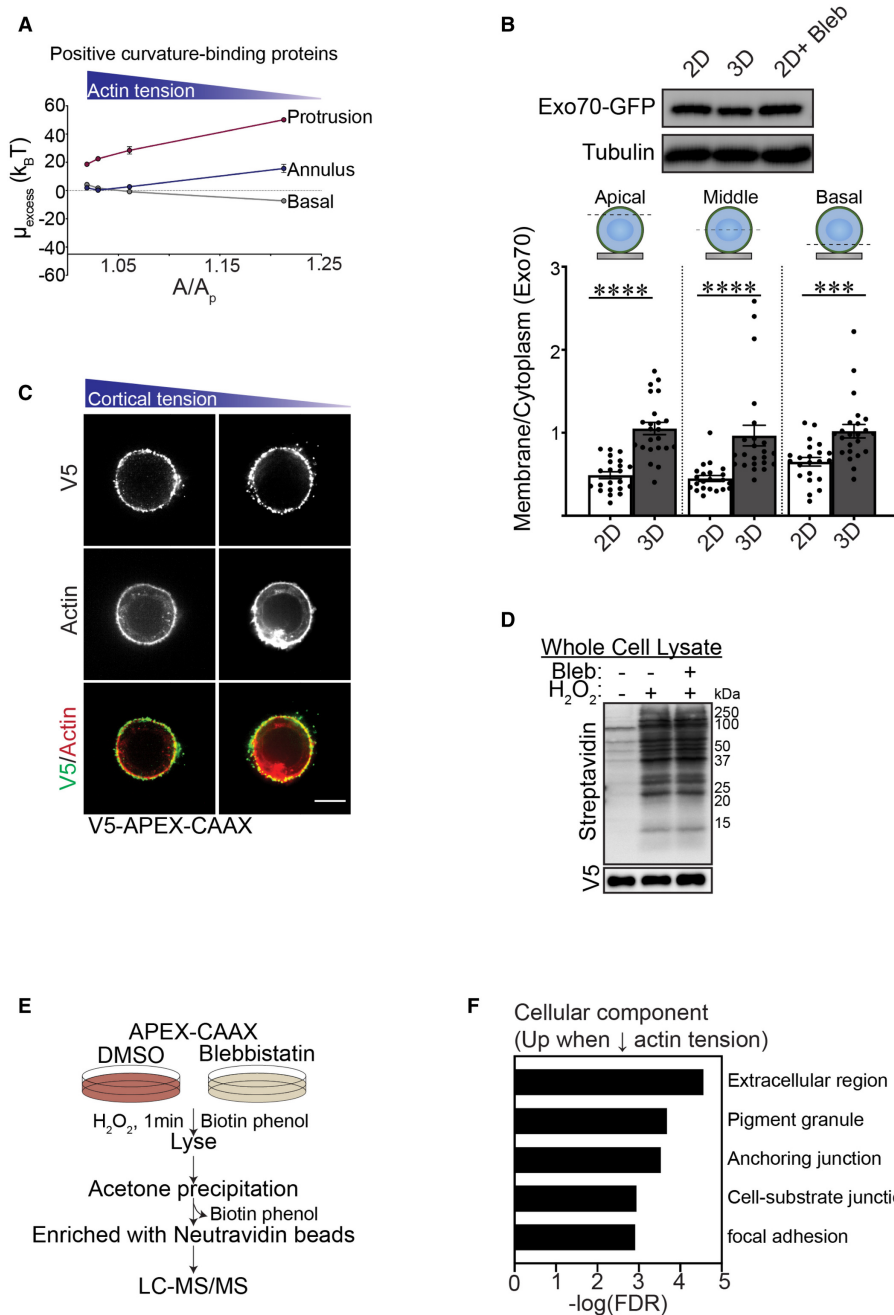 A
Positive curvature-binding proteins
Actin tension
μexcess (kBT)
60
40
20
0
-20
-40
-60
Protrusion
Annulus
Basal
1.05
1.15
1.25
A/Ap
B
2D
3D
2D+ Bleb
Exo70-GFP
Tubulin
Apical
Middle
Basal
Membrane/Cytoplasm (Exo70)
3
2
1
****
****
***
2D
3D
2D
3D
2D
3D
C
Cortical tension
V5
Actin
V5/Actin
V5-APEX-CAAX
D
Whole Cell Lysate
Bleb: - - +
H2O2: - + +
kDa
Streptavidin
250
100
50
37
25
20
15
V5
E
APEX-CAAX
DMSO
Blebbistatin
H2O2, 1min
Biotin phenol
Lyse
Acetone precipitation
Biotin phenol
Enriched with Neutravidin beads
LC-MS/MS
F
Cellular component
(Up when ↓ actin tension)
Extracellular region
Pigment granule
Anchoring junction
Cell-substrate junctio
focal adhesion
0 1 2 3 4 5
-log(FDR)